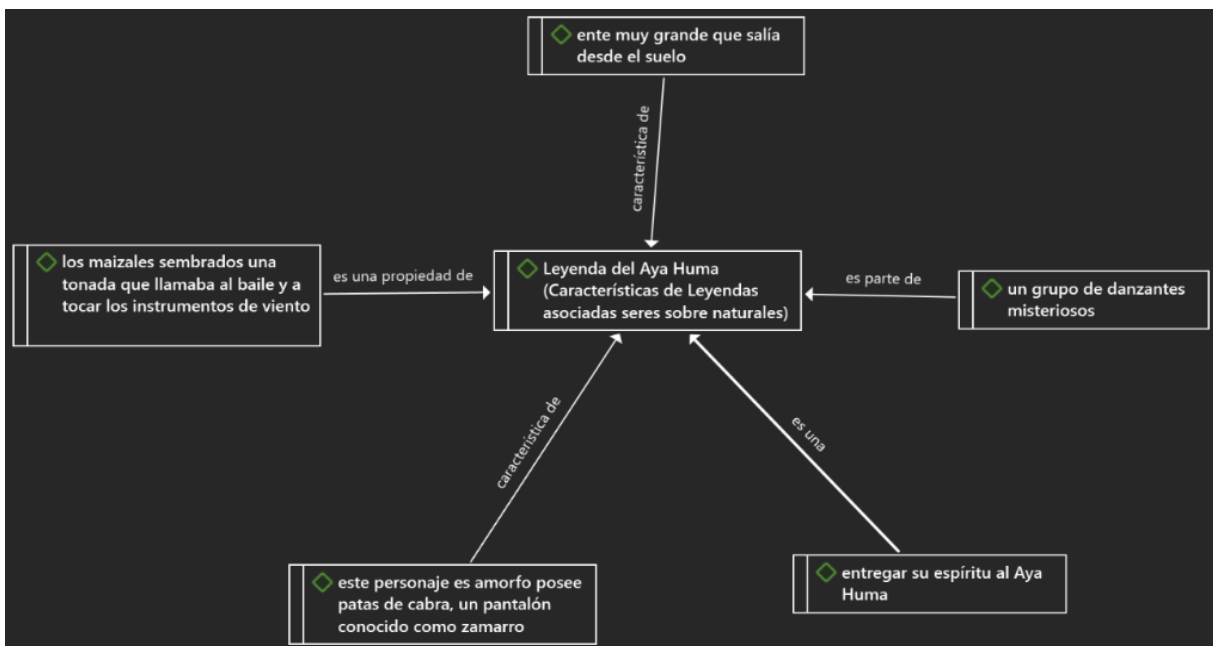 ente muy grande que salía
desde el suelo
característica de
los maizales sembrados una
tonada que llamaba al baile y a
tocar los instrumentos de viento
es una propiedad de
Leyenda del Aya Huma
(Características de Leyendas
asociadas seres sobre naturales)
es parte de
un grupo de danzantes
misteriosos
característica de
es una
este personaje es amorfo posee
patas de cabra, un pantalón
conocido como zamarro
entregar su espíritu al Aya
Huma